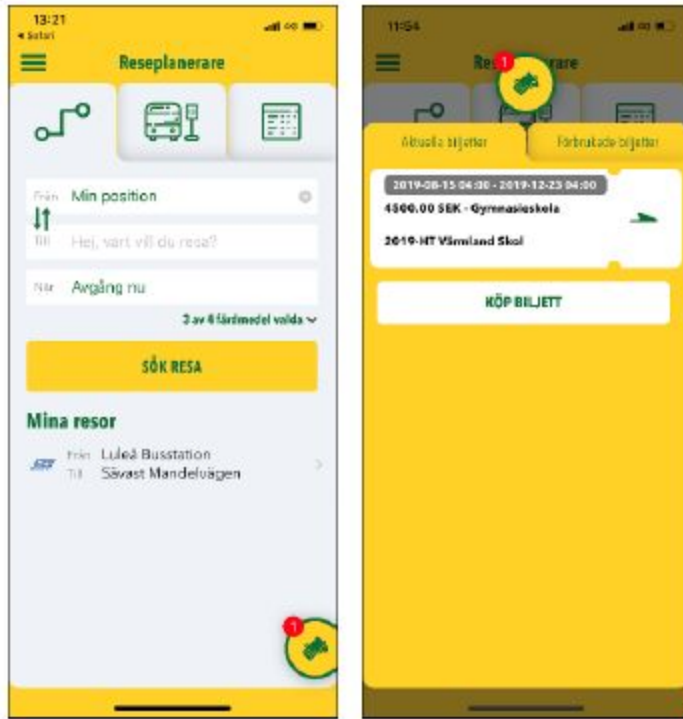 13:21
Safari
4G
Reseplanerare
Från Min position
Till Hej, vart vill du resa?
När Avgång nu
3 av 4 färdmedel valda
SÖK RESA
Mina resor
Från Luleå Busstation
Till Sävast Mandelvägen
1
11:54
4G
1
Aktuella biljetter
Förbrukade biljetter
2019-08-15 04:00 - 2019-12-23 04:00
4500.00 SEK - Gymnasieskola
2019-HT Värmland Skol
KÖP BILJETT